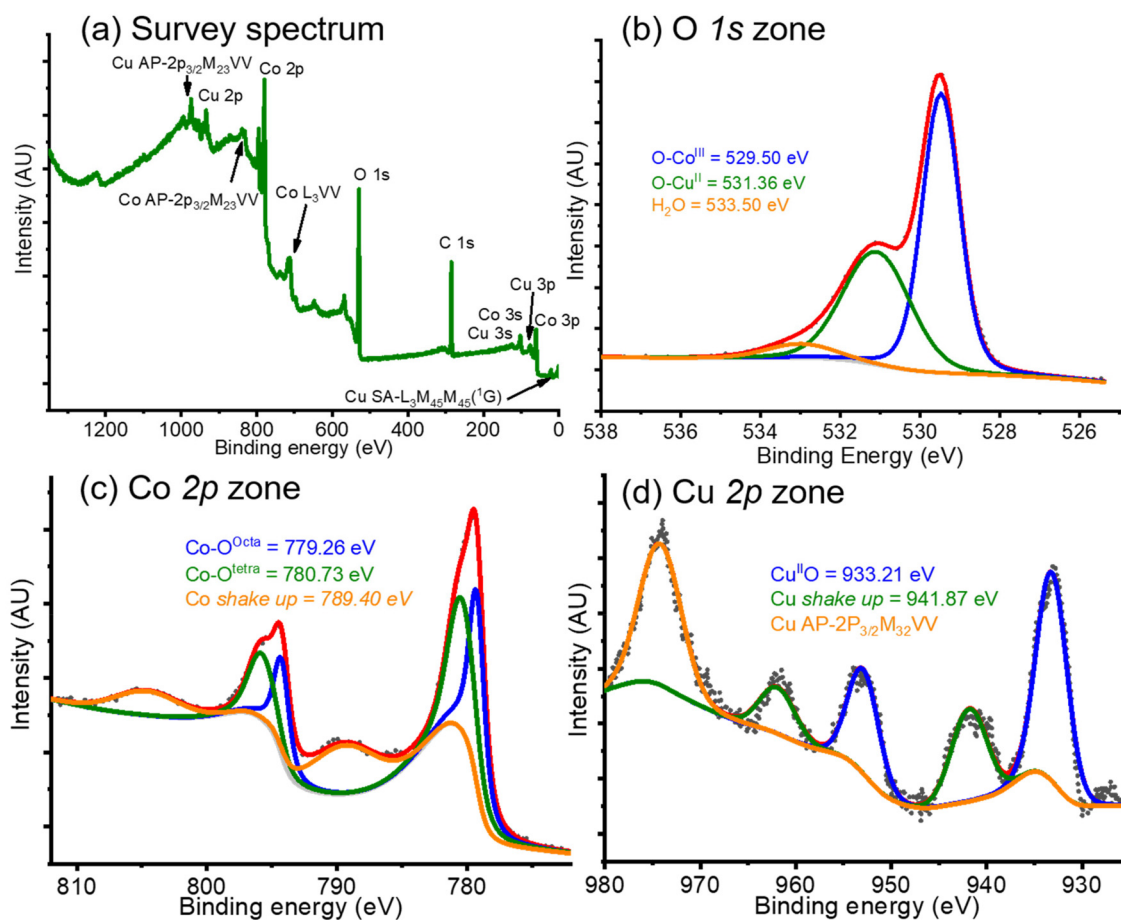 (a) Survey spectrum
Cu AP-2p3/2M23VV
Cu 2p
Co 2p
Co AP-2p3/2M23VV
Co L3VV
O 1s
C 1s
Cu 3p
Co 3s
Co 3p
Cu 3s
Cu SA-L3M45M45(¹G)
Intensity (AU)
1200 1000 800 600 400 200 0
Binding energy (eV)
(b) O 1s zone
O-Coᴵᴵᴵ = 529.50 eV
O-Cuᴵᴵ = 531.36 eV
H₂O = 533.50 eV
Intensity (AU)
538 536 534 532 530 528 526
Binding Energy (eV)
(c) Co 2p zone
Co-O^Octa = 779.26 eV
Co-O^tetra = 780.73 eV
Co shake up = 789.40 eV
Intensity (AU)
810 800 790 780
Binding energy (eV)
(d) Cu 2p zone
CuᴵᴵO = 933.21 eV
Cu shake up = 941.87 eV
Cu AP-2P3/2M32VV
Intensity (AU)
980 970 960 950 940 930
Binding energy (eV)